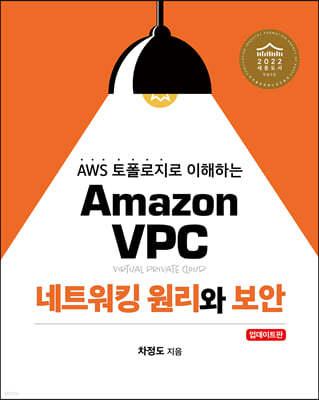 2022
세종도서
AWS 토폴로지로 이해하는
Amazon
VPC
VIRTUAL PRIVATE CLOUD
네트워킹 원리와 보안
업데이트판
차정도 지음